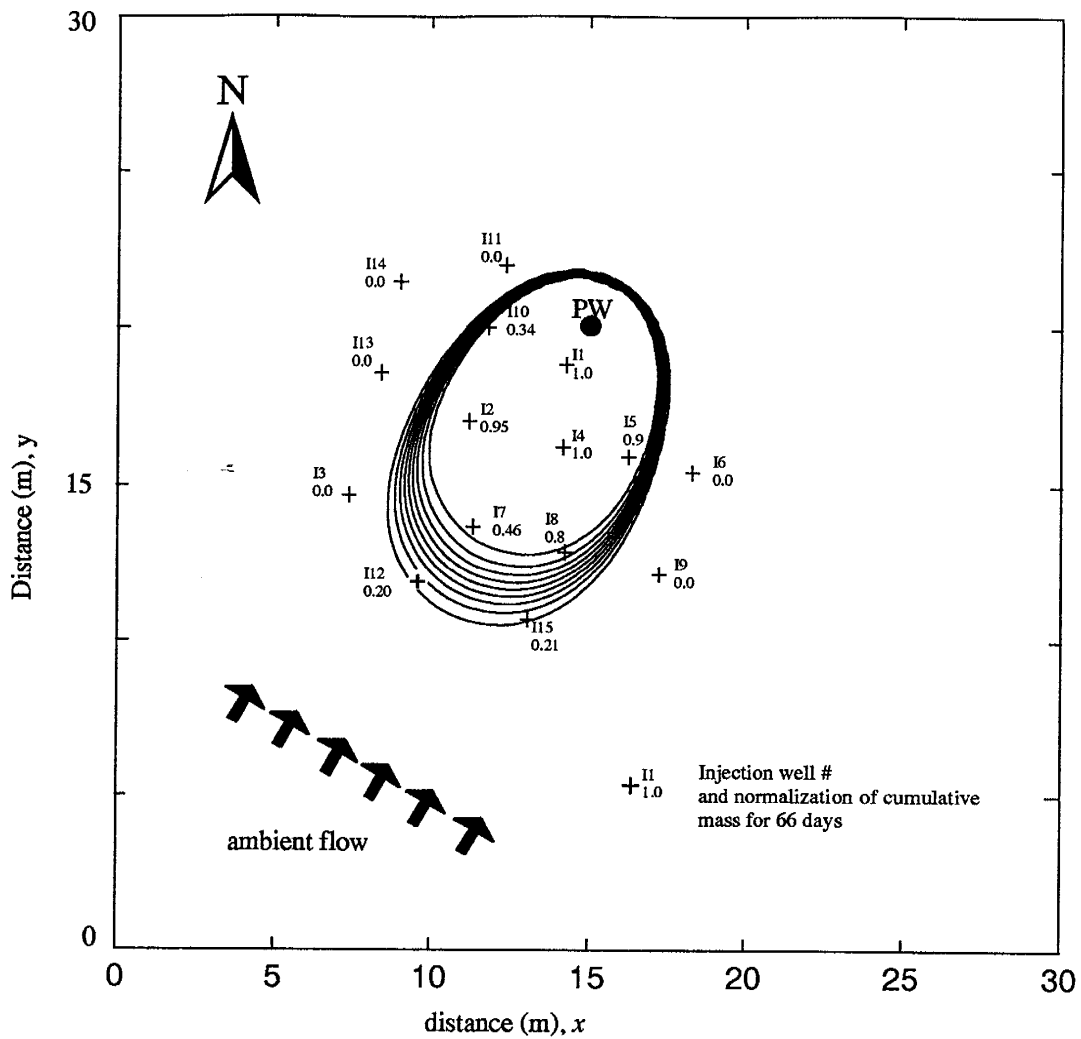 30
N
I11
0.0
I14
0.0
PW
I10
0.34
I13
0.0
I1
1.0
I2
0.95
I5
0.9
I4
1.0
I6
0.0
Distance (m), y
15
I3
0.0
I7
0.46
I8
0.8
I9
0.0
I12
0.20
I15
0.21
I1
1.0
Injection well #
and normalization of cumulative
mass for 66 days
ambient flow
0
0
5
10
15
20
25
30
distance (m), x